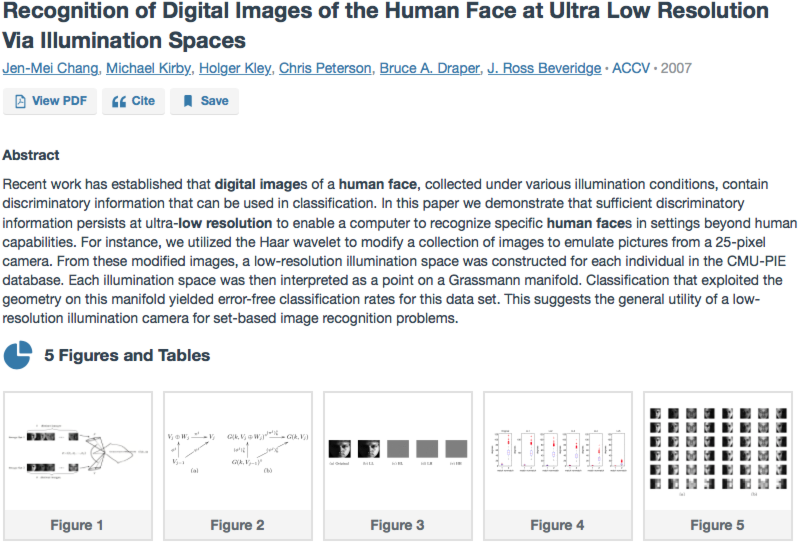 Recognition of Digital Images of the Human Face at Ultra Low Resolution
Via Illumination Spaces
Jen-Mei Chang, Michael Kirby, Holger Kley, Chris Peterson, Bruce A. Draper, J. Ross Beveridge · ACCV · 2007
View PDF Cite Save
Abstract
Recent work has established that digital images of a human face, collected under various illumination conditions, contain
discriminatory information that can be used in classification. In this paper we demonstrate that sufficient discriminatory
information persists at ultra-low resolution to enable a computer to recognize specific human faces in settings beyond human
capabilities. For instance, we utilized the Haar wavelet to modify a collection of images to emulate pictures from a 25-pixel
camera. From these modified images, a low-resolution illumination space was constructed for each individual in the CMU-PIE
database. Each illumination space was then interpreted as a point on a Grassmann manifold. Classification that exploited the
geometry on this manifold yielded error-free classification rates for this data set. This suggests the general utility of a low-
resolution illumination camera for set-based image recognition problems.
5 Figures and Tables
(a) (b)
(a) Original (b) LL (c) HL (d) LH (e) HH
(a) (b)
Figure 1 Figure 2 Figure 3 Figure 4 Figure 5